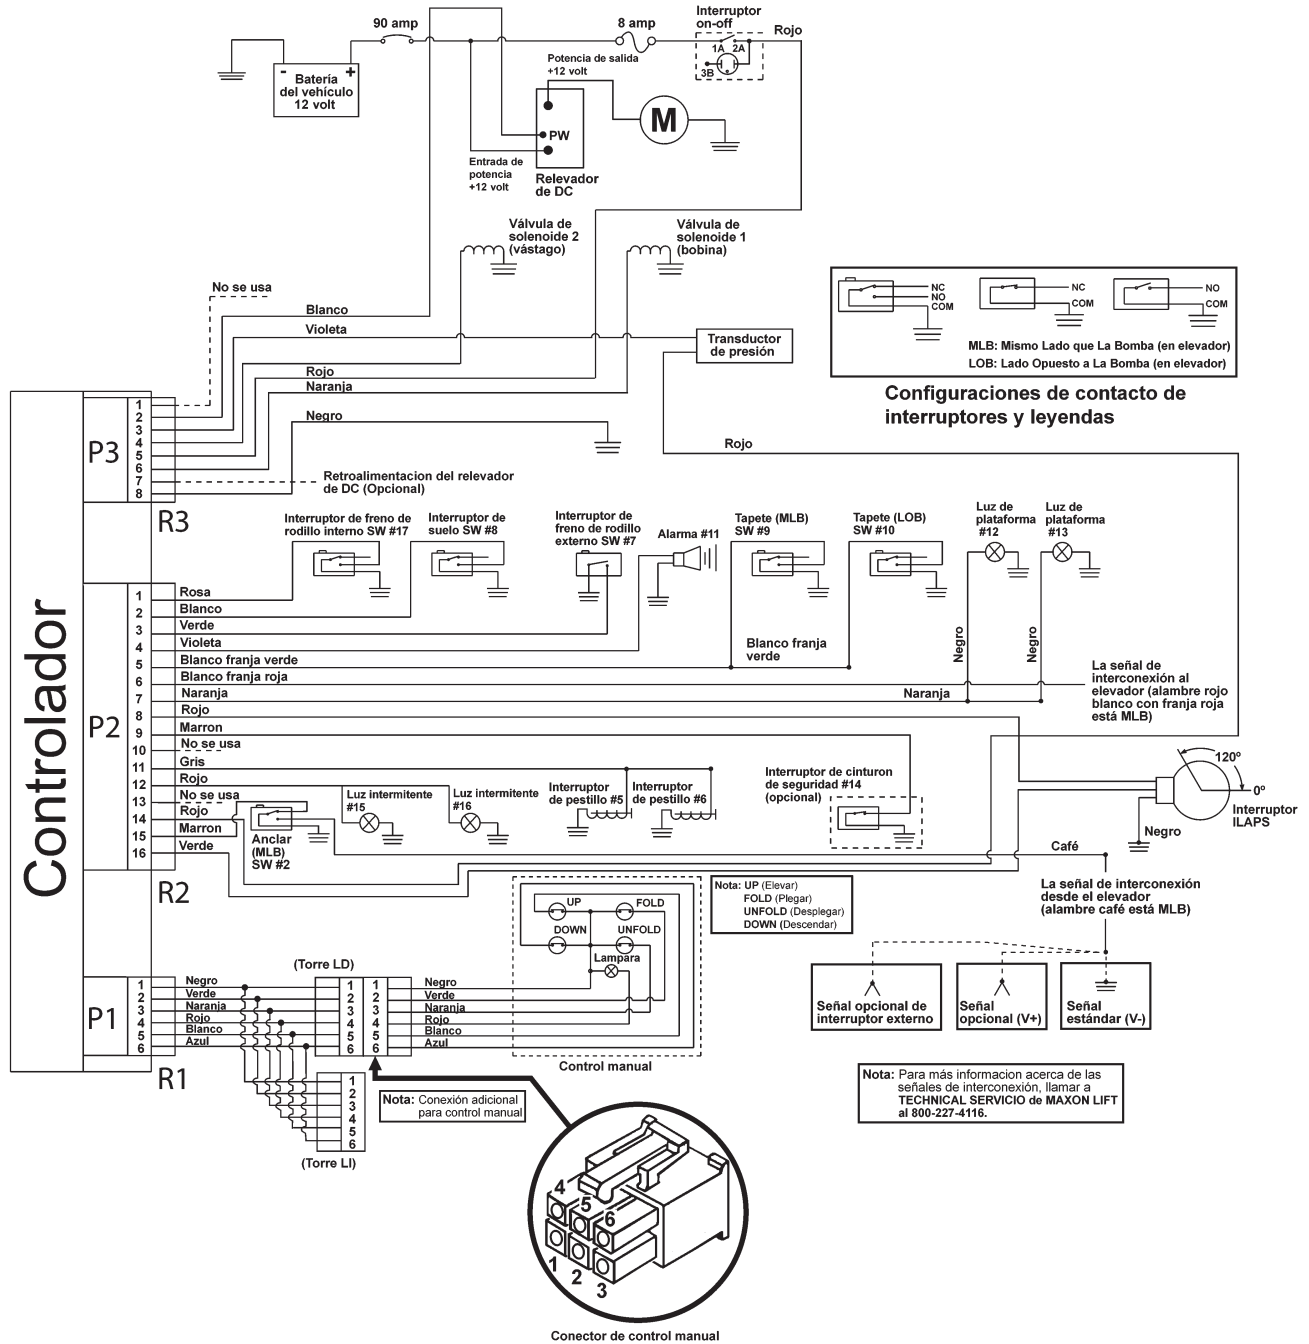 90 amp
8 amp
Interruptor
on-off
Rojo
1A 2A
3B
- +
Batería
del vehículo
12 volt
Potencia de salida
+12 volt
PW
M
Entrada de
potencia
+12 volt
Relevador
de DC
Válvula de
solenoide 2
(vástago)
Válvula de
solenoide 1
(bobina)
No se usa
Blanco
Violeta
Rojo
Naranja
Negro
Transductor
de presión
NC
NO
COM
NC
COM
NO
COM
MLB: Mismo Lado que La Bomba (en elevador)
LOB: Lado Opuesto a La Bomba (en elevador)
Configuraciones de contacto de
interruptores y leyendas
Controlador
P3
1
2
3
4
5
6
7
8
R3
Retroalimentacion del relevador
de DC (Opcional)
Rojo
Interruptor de freno de
rodillo interno SW #17
Interruptor de
suelo SW #8
Interruptor de
freno de rodillo
externo SW #7
Alarma #11
Tapete (MLB)
SW #9
Tapete (LOB)
SW #10
Luz de
plataforma
#12
Luz de
plataforma
#13
P2
1
2
3
4
5
6
7
8
9
10
11
12
13
14
15
16
R2
Rosa
Blanco
Verde
Violeta
Blanco franja verde
Blanco franja roja
Naranja
Rojo
Marron
No se usa
Gris
Rojo
No se usa
Rojo
Marron
Verde
Blanco franja
verde
Negro
Negro
Naranja
La señal de
interconexión al
elevador (alambre rojo
blanco con franja roja
está MLB)
Anclar
(MLB)
SW #2
Luz intermitente
#15
Luz intermitente
#16
Interruptor
de pestillo #5
Interruptor
de pestillo #6
Interruptor de cinturon
de seguridad #14
(opcional)
120º
0º
Interruptor
ILAPS
Negro
Café
La señal de interconexión
desde el elevador
(alambre café está MLB)
Nota: UP (Elevar)
FOLD (Plegar)
UNFOLD (Desplegar)
DOWN (Descendar)
UP
FOLD
DOWN
UNFOLD
Lampara
Control manual
P1
1
2
3
4
5
6
R1
Negro
Verde
Naranja
Rojo
Blanco
Azul
(Torre LD)
1 1
2 2
3 3
4 4
5 5
6 6
Negro
Verde
Naranja
Rojo
Blanco
Azul
1
2
3
4
5
6
(Torre LI)
Nota: Conexión adicional
para control manual
Señal opcional de
interruptor externo
Señal
opcional (V+)
Señal
estándar (V-)
Nota: Para más informacion acerca de las
señales de interconexión, llamar a
TECHNICAL SERVICIO de MAXON LIFT
al 800-227-4116.
4
5
6
1
2
3
Conector de control manual